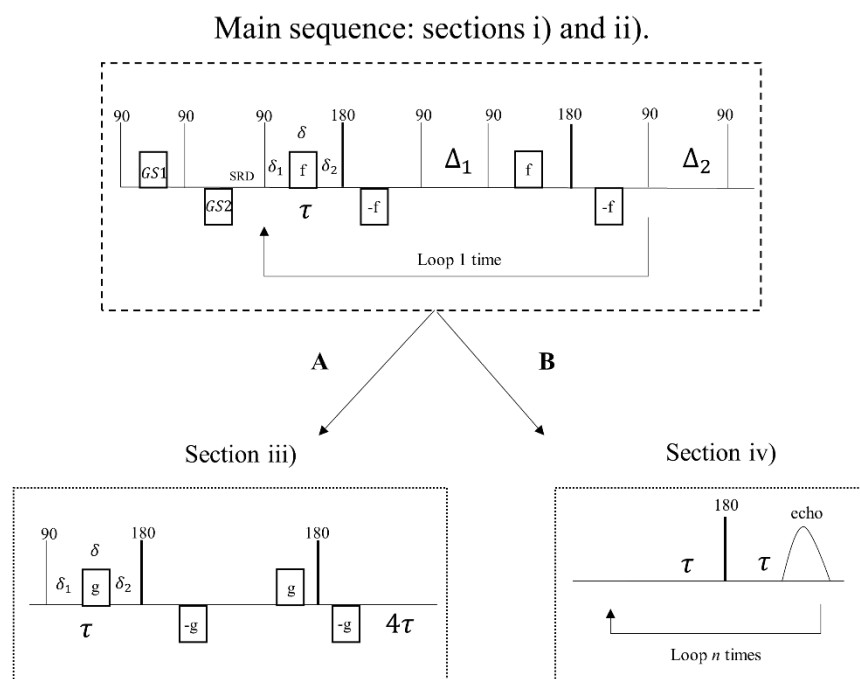 Main sequence: sections i) and ii).
90 90 90 δ 180 90 90 180 90 90
GS1 SRD δ₁ f δ₂ Δ₁ f Δ₂
GS2 τ -f -f
Loop 1 time
A B
Section iii) Section iv)
90 δ 180 180
δ₁ g δ₂ g
τ -g -g 4τ
180 echo
τ τ
Loop n times